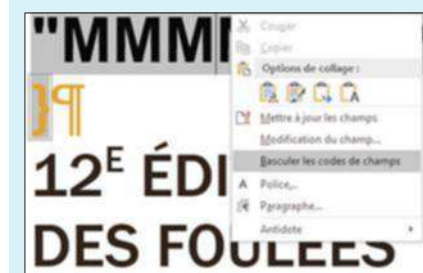 "MMMM
Couper
Copier
Options de collage :
Mettre à jour les champs
Modification du champ...
Basculer les codes de champs
Police...
Paragraphe...
Antidote
}¶
12E ÉDI
DES FOULEES